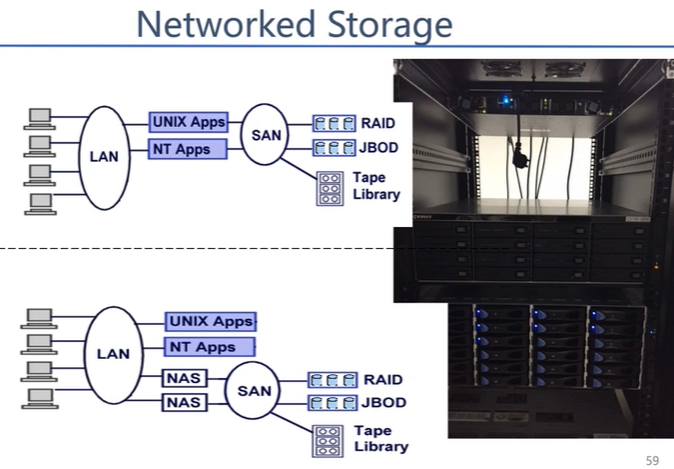 Networked Storage
UNIX Apps
NT Apps
LAN
SAN
RAID
JBOD
Tape
Library
UNIX Apps
NT Apps
LAN
NAS
NAS
SAN
RAID
JBOD
Tape
Library
59